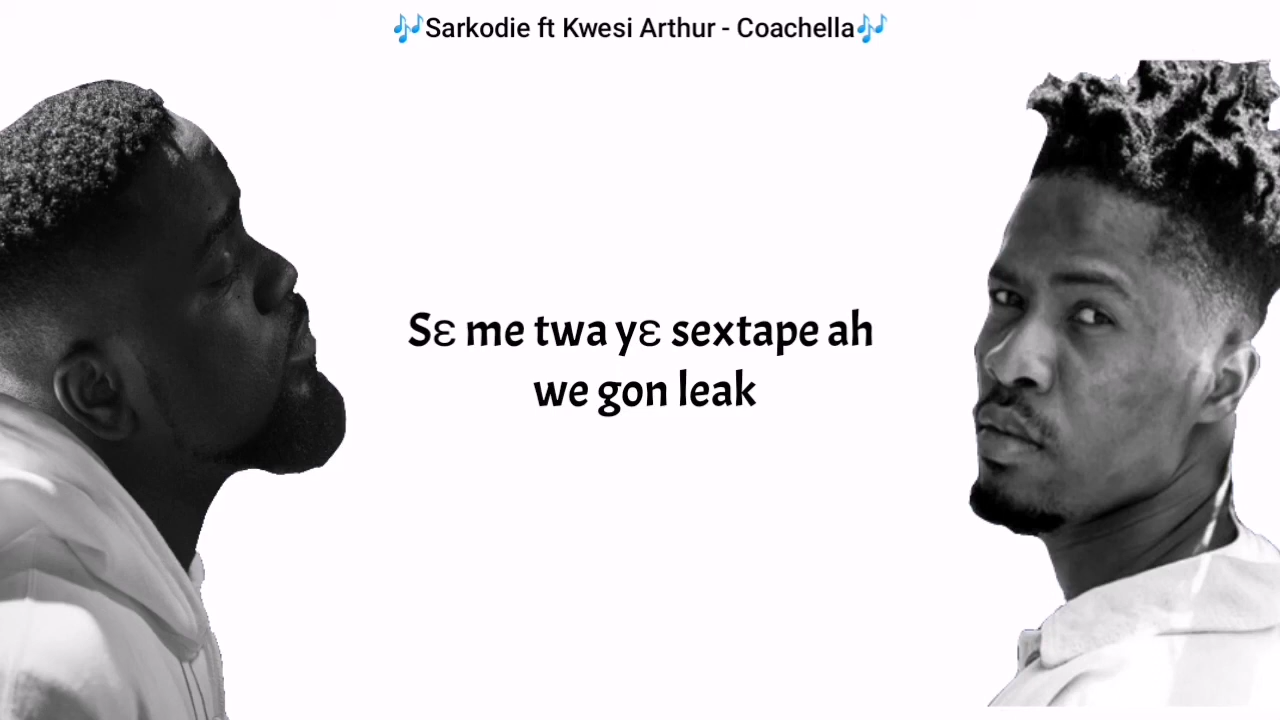 🎶Sarkodie ft Kwesi Arthur - Coachella🎶
Sɛ me twa yɛ sextape ah
we gon leak